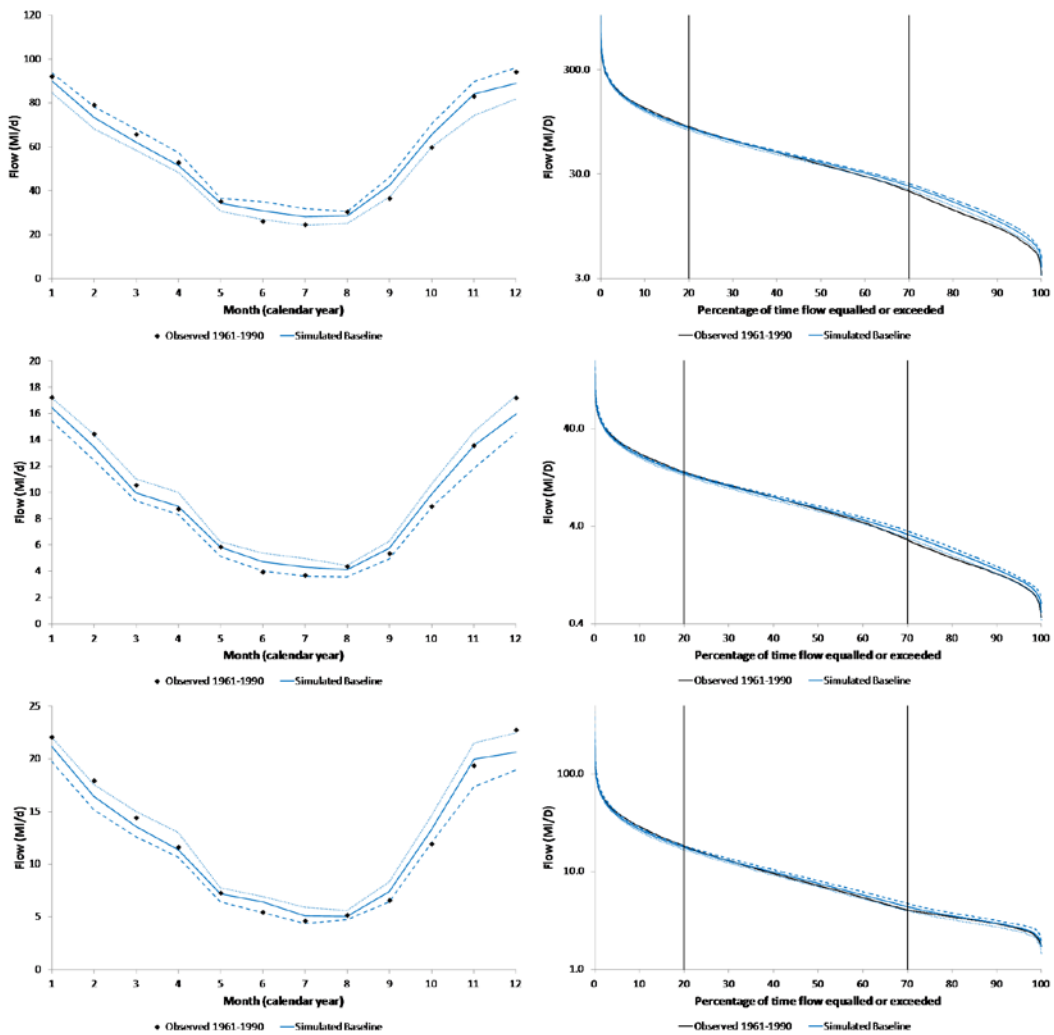 120
100
80
60
40
20
0
Flow (Ml/d)
1 2 3 4 5 6 7 8 9 10 11 12
Month (calendar year)
Observed 1961-1990 Simulated Baseline
300.0
30.0
3.0
Flow (Ml/D)
0 10 20 30 40 50 60 70 80 90 100
Percentage of time flow equalled or exceeded
Observed 1961-1990 Simulated Baseline
20
18
16
14
12
10
8
6
4
2
0
Flow (Ml/d)
1 2 3 4 5 6 7 8 9 10 11 12
Month (calendar year)
Observed 1961-1990 Simulated Baseline
40.0
4.0
0.4
Flow (Ml/D)
0 10 20 30 40 50 60 70 80 90 100
Percentage of time flow equalled or exceeded
Observed 1961-1990 Simulated Baseline
25
20
15
10
5
0
Flow (Ml/d)
1 2 3 4 5 6 7 8 9 10 11 12
Month (calendar year)
Observed 1961-1990 Simulated Baseline
100.0
10.0
1.0
Flow (Ml/D)
0 10 20 30 40 50 60 70 80 90 100
Percentage of time flow equalled or exceeded
Observed 1961-1990 Simulated Baseline